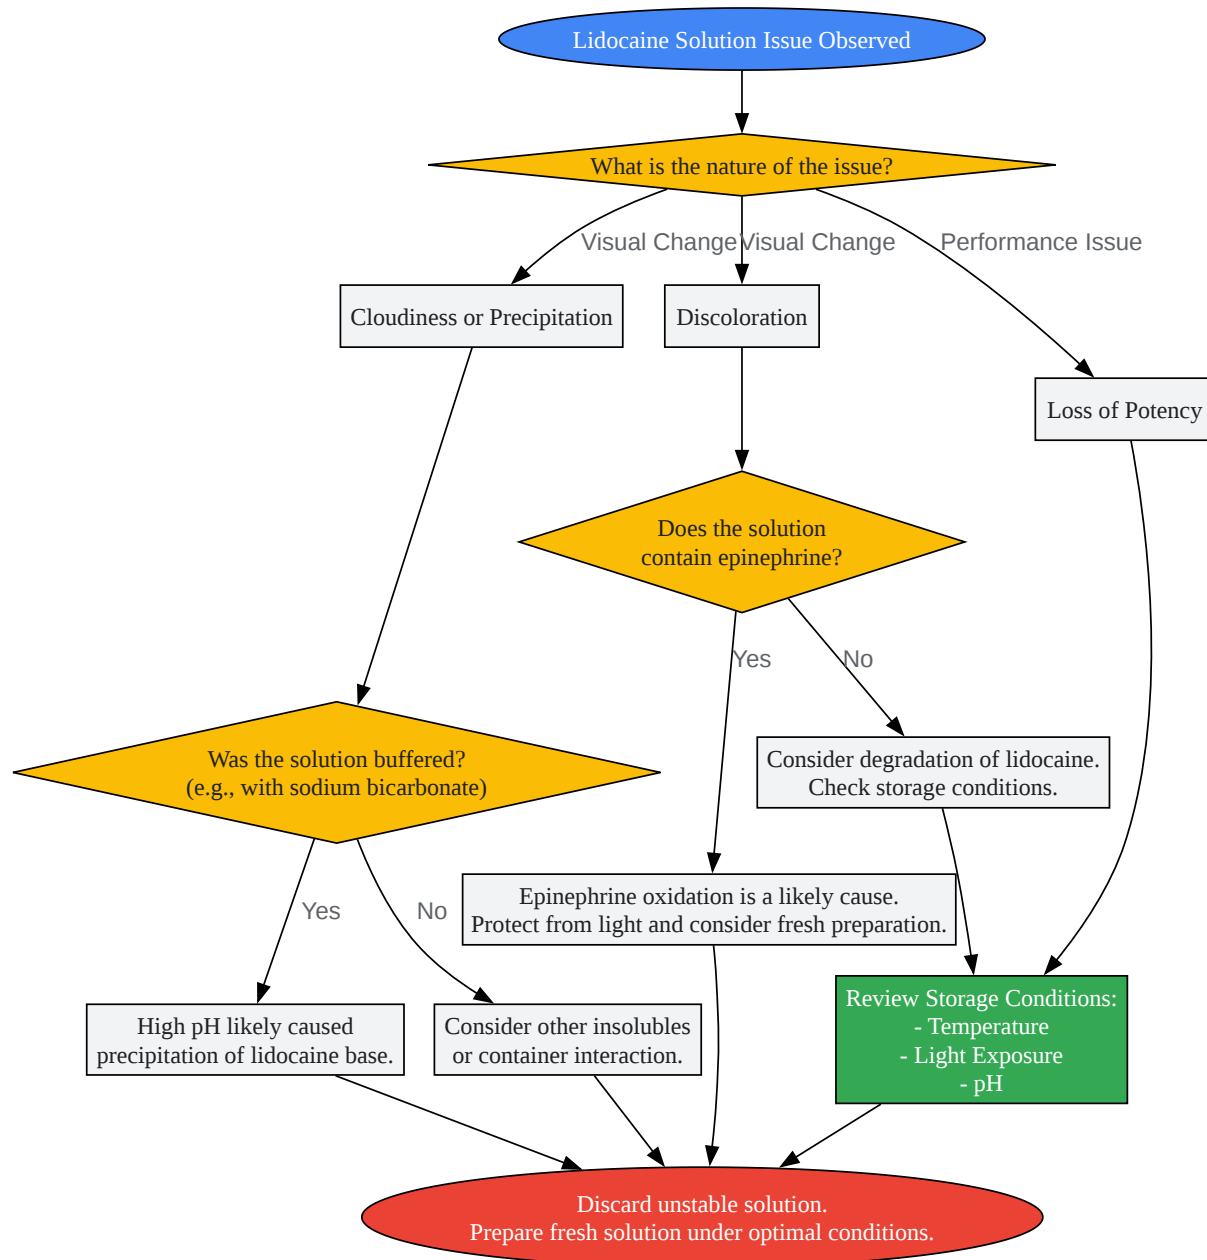 Lidocaine Solution Issue Observed
What is the nature of the issue?
Visual Change
Visual Change
Performance Issue
Cloudiness or Precipitation
Discoloration
Loss of Potency
Does the solution
contain epinephrine?
Yes
No
Was the solution buffered?
(e.g., with sodium bicarbonate)
Consider degradation of lidocaine.
Check storage conditions.
Epinephrine oxidation is a likely cause.
Protect from light and consider fresh preparation.
Yes
No
High pH likely caused
precipitation of lidocaine base.
Consider other insolubles
or container interaction.
Review Storage Conditions:
- Temperature
- Light Exposure
- pH
Discard unstable solution.
Prepare fresh solution under optimal conditions.